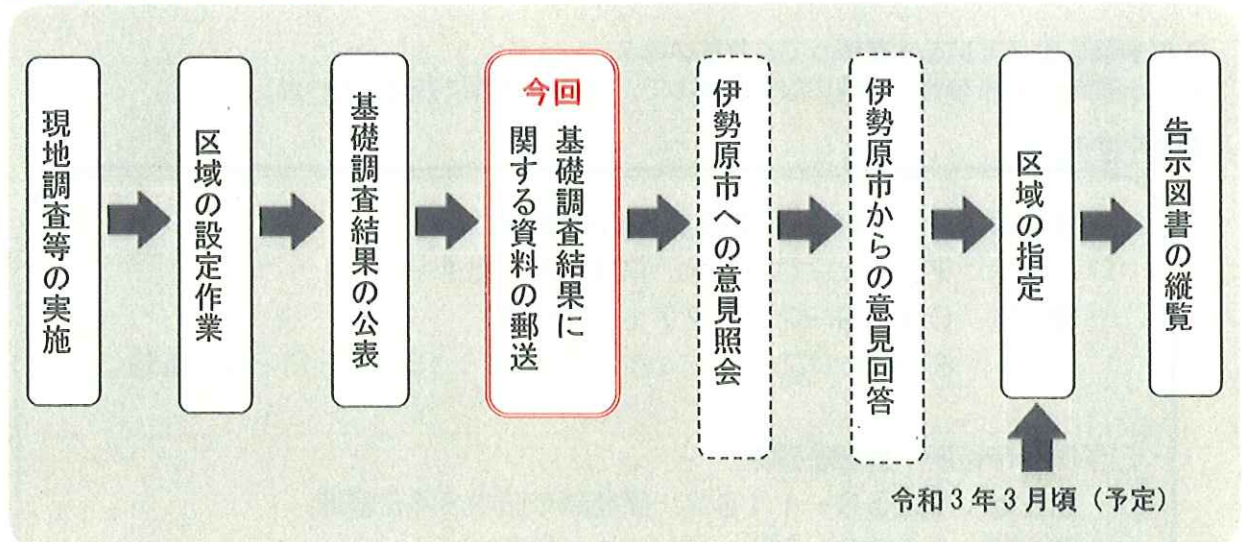 現地調査等の実施
区域の設定作業
基礎調査結果の公表
今回
基礎調査結果に
関する資料の郵送
伊勢原市への意見照会
伊勢原市からの意見回答
区域の指定
告示図書の縦覧
令和3年3月頃（予定）